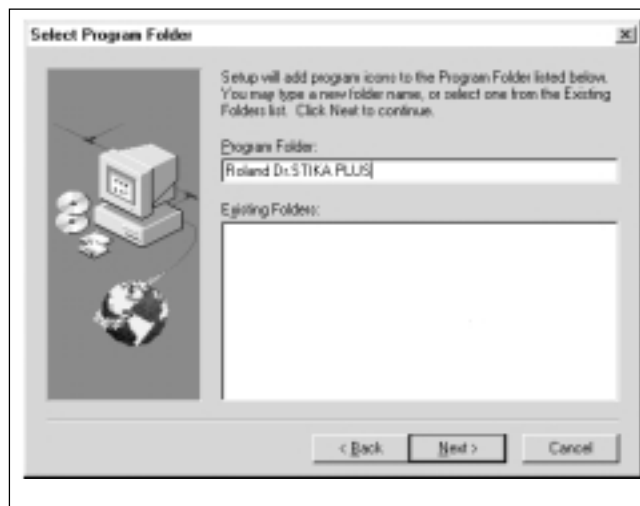 Select Program Folder
Setup will add program icons to the Program Folder listed below.
You may type a new folder name, or select one from the Existing
Folders list. Click Next to continue.
Program Folder:
Roland Dr.STIKA PLUS
Existing Folders:
< Back
Next >
Cancel